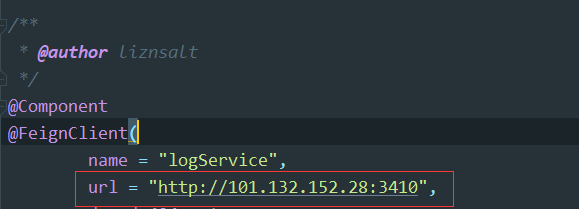 /**
* @author liznsalt
*/
@Component
@FeignClient(
name = "logService",
url = "http://101.132.152.28:3410",